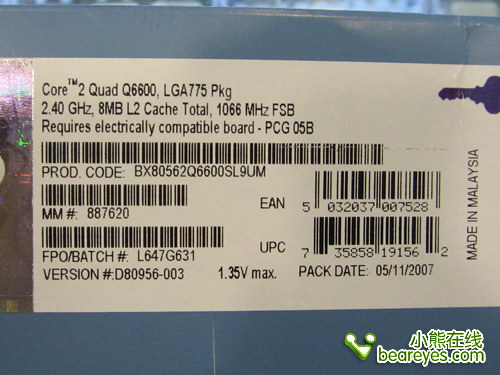 Core™2 Quad Q6600, LGA775 Pkg
2.40 GHz, 8MB L2 Cache Total, 1066 MHz FSB
Requires electrically compatible board - PCG 05B
PROD. CODE: BX80562Q6600SL9UM
MM #: 887620
EAN
5 032037 007528
FPO/BATCH #: L647G631
UPC
7 35858 19156 2
VERSION #:D80956-003 1.35V max. PACK DATE: 05/11/2007
MADE IN MALAYSIA
小熊在线
beareyes.com